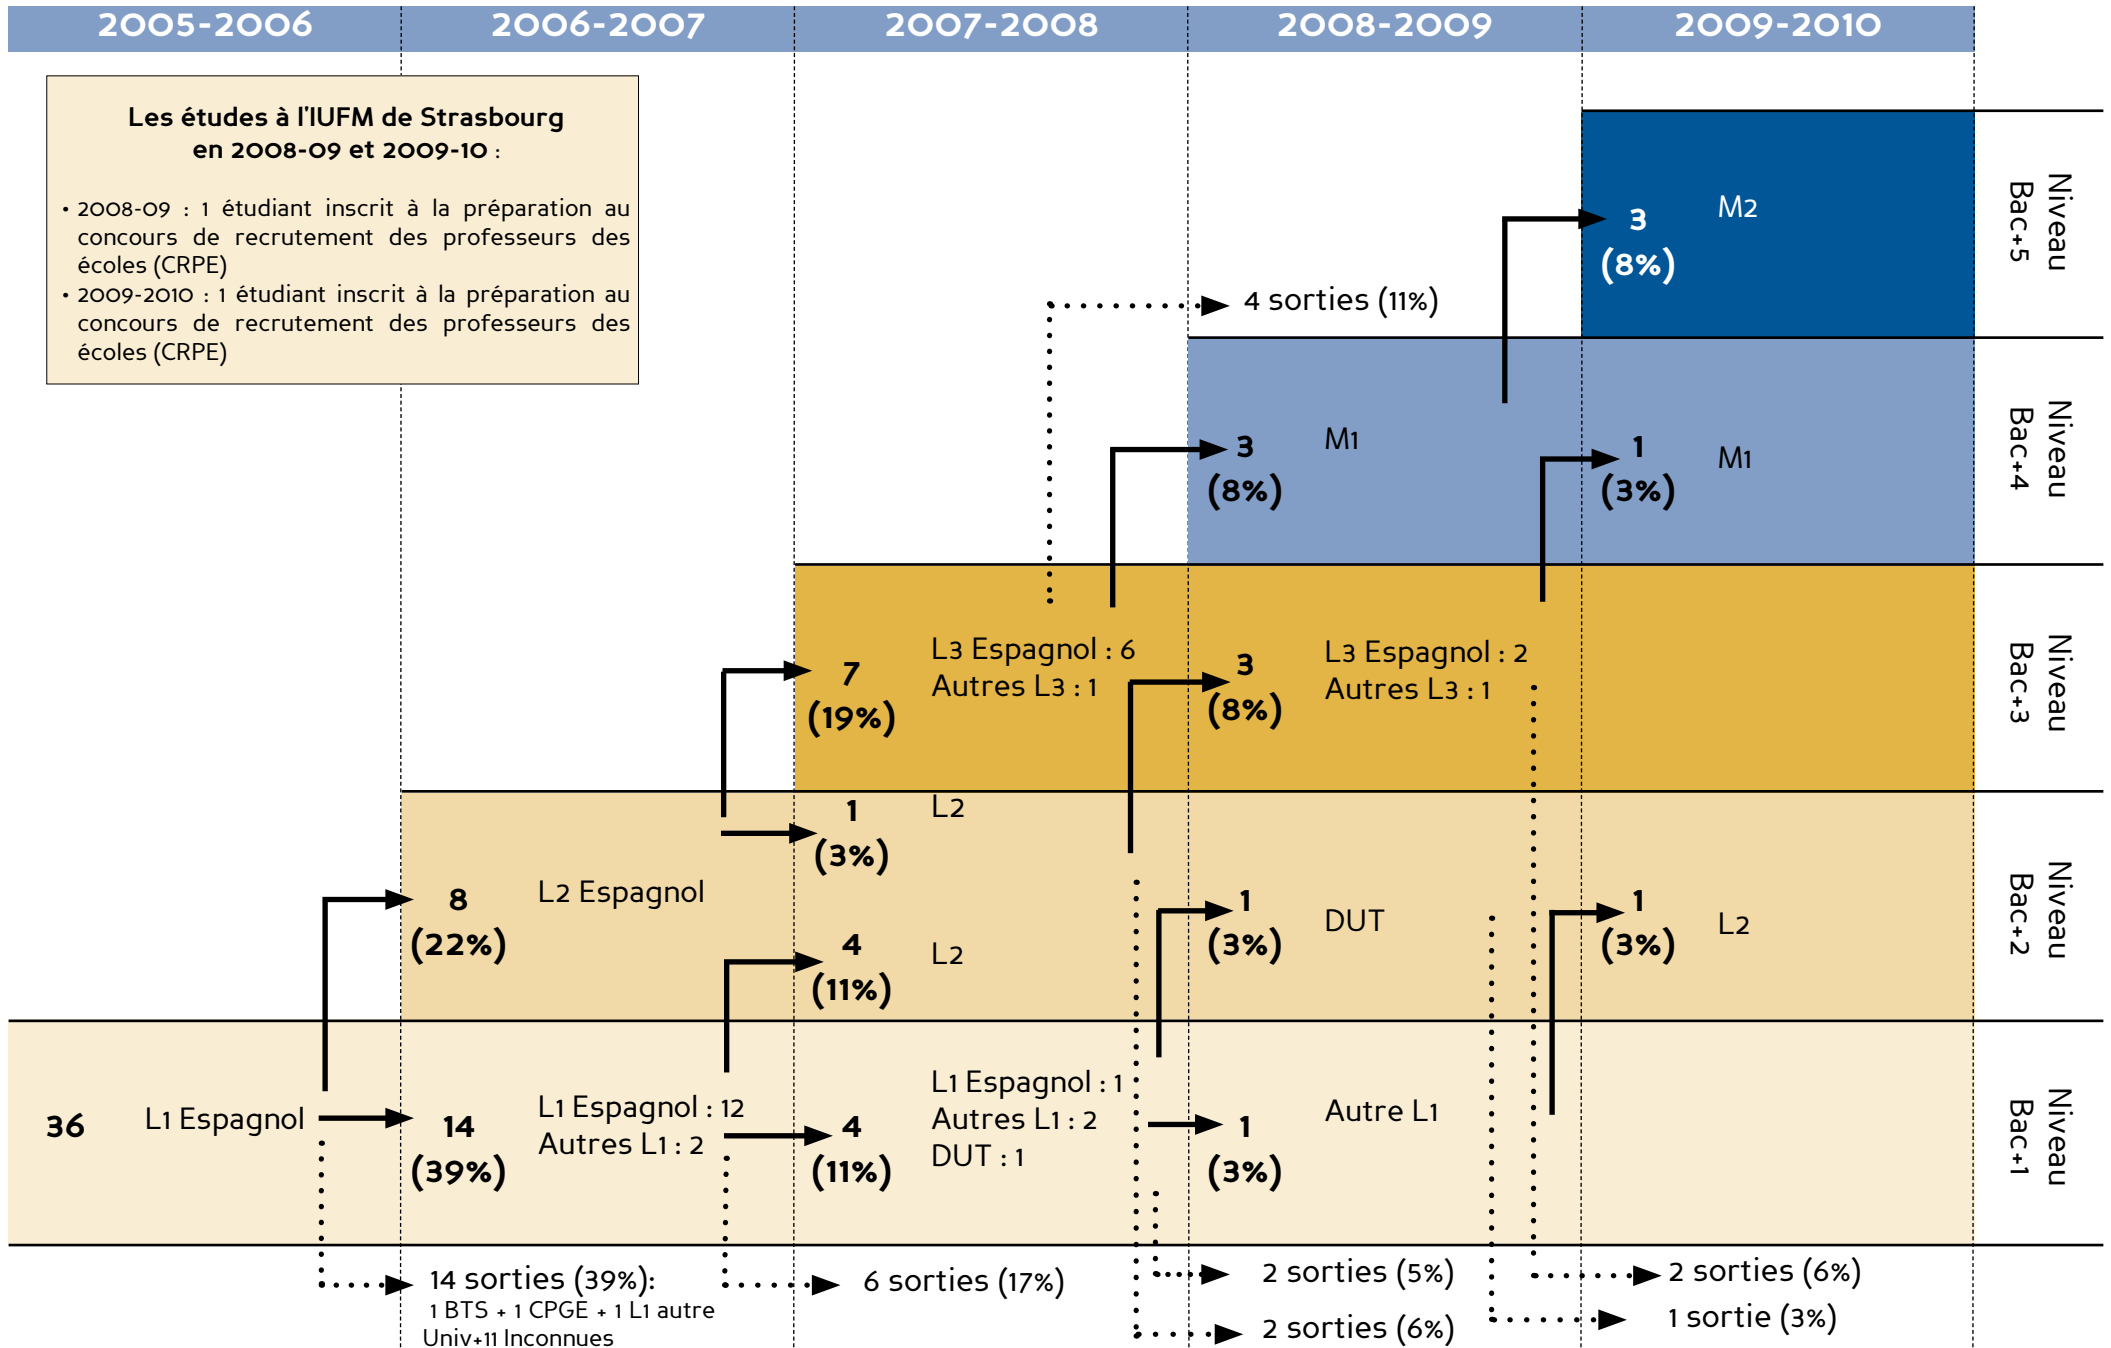 2005-2006
2006-2007
2007-2008
2008-2009
2009-2010
Les études à l'IUFM de Strasbourg
en 2008-09 et 2009-10 :
• 2008-09 : 1 étudiant inscrit à la préparation au
concours de recrutement des professeurs des
écoles (CRPE)
• 2009-2010 : 1 étudiant inscrit à la préparation au
concours de recrutement des professeurs des
écoles (CRPE)
3
(8%)
M2
Niveau
Bac+5
4 sorties (11%)
3
(8%)
M1
1
(3%)
M1
Niveau
Bac+4
7
(19%)
L3 Espagnol : 6
Autres L3 : 1
3
(8%)
L3 Espagnol : 2
Autres L3 : 1
Niveau
Bac+3
8
(22%)
L2 Espagnol
1
(3%)
L2
4
(11%)
L2
1
(3%)
DUT
1
(3%)
L2
Niveau
Bac+2
36
L1 Espagnol
14
(39%)
L1 Espagnol : 12
Autres L1 : 2
4
(11%)
L1 Espagnol : 1
Autres L1 : 2
DUT : 1
1
(3%)
Autre L1
Niveau
Bac+1
14 sorties (39%):
1 BTS + 1 CPGE + 1 L1 autre
Univ+11 Inconnues
6 sorties (17%)
2 sorties (5%)
2 sorties (6%)
2 sorties (6%)
1 sortie (3%)